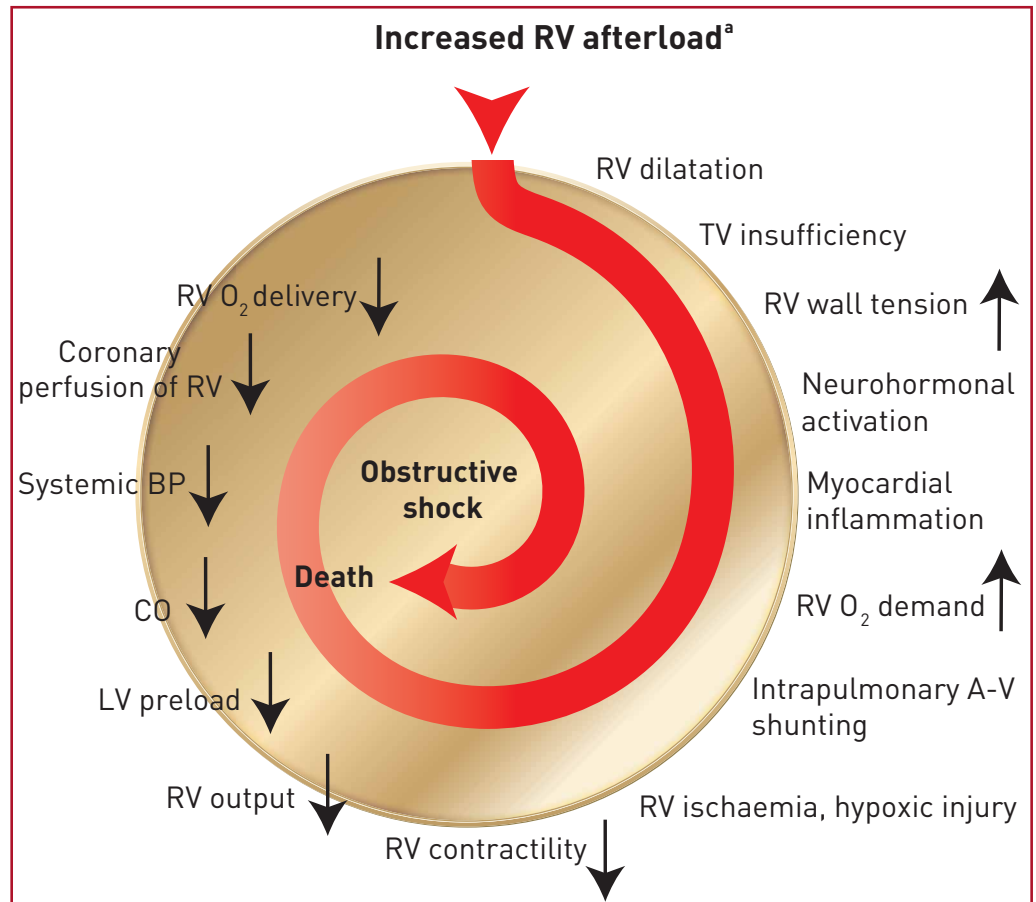 Increased RV afterloadᵃ
RV dilatation
TV insufficiency
RV wall tension
Neurohormonal
activation
Myocardial
inflammation
RV O₂ demand
Intrapulmonary A-V
shunting
RV ischaemia, hypoxic injury
RV contractility
RV output
LV preload
CO
Systemic BP
Coronary
perfusion of RV
RV O₂ delivery
Obstructive
shock
Death